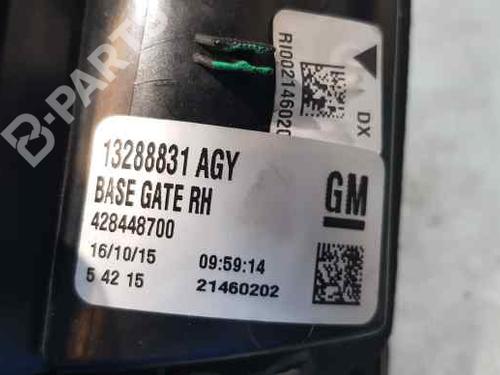 B-PARTS
RI0021460202
DX
13288831 AGY
BASE GATE RH
428448700
GM
16/10/15 09:59:14
5 42 15 21460202